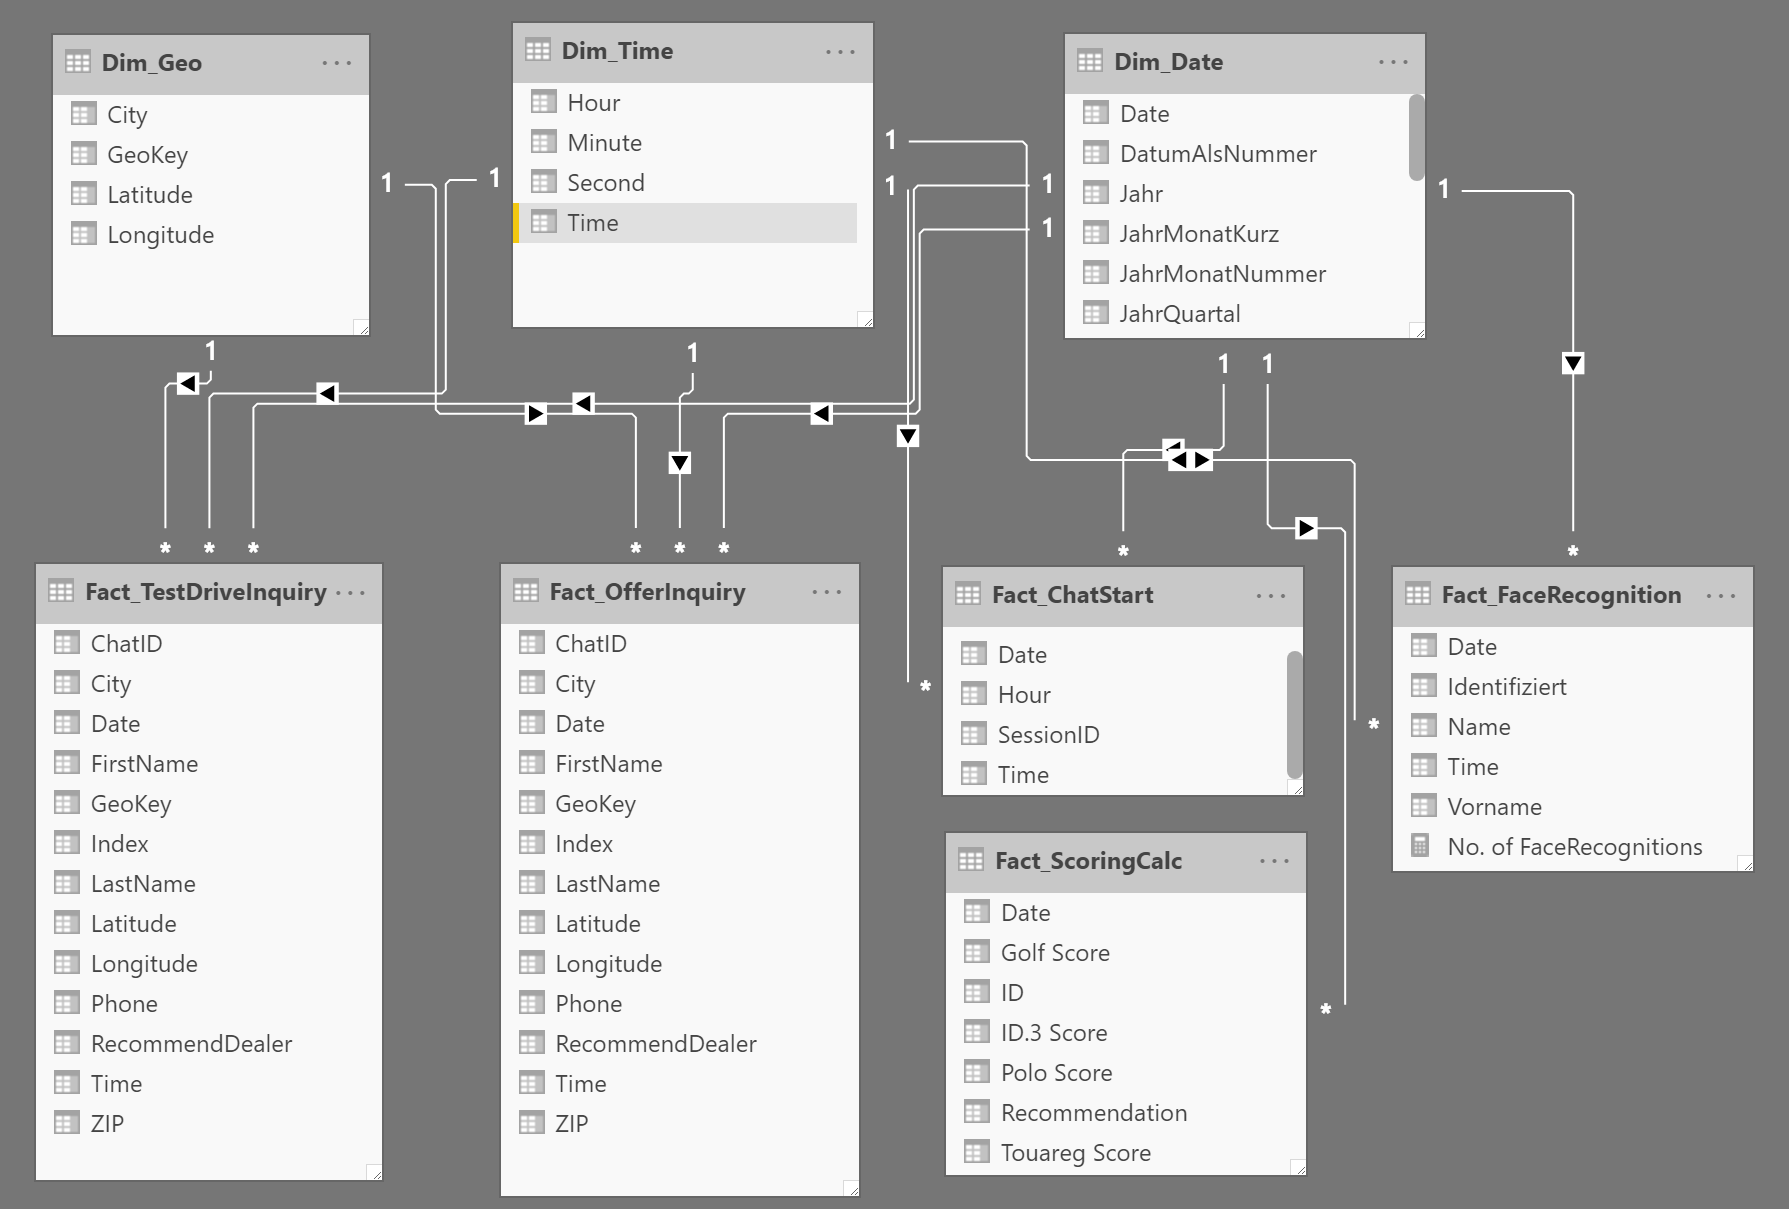 Dim_Geo ...
City
GeoKey
Latitude
Longitude
Dim_Time ...
Hour
Minute
Second
Time
Dim_Date ...
Date
DatumAlsNummer
Jahr
JahrMonatKurz
JahrMonatNummer
JahrQuartal
1
1
1
1
1
1
1
1
1
1
1
*
*
*
*
*
*
*
*
*
*
*
Fact_TestDriveInquiry ...
ChatID
City
Date
FirstName
GeoKey
Index
LastName
Latitude
Longitude
Phone
RecommendDealer
Time
ZIP
Fact_OfferInquiry ...
ChatID
City
Date
FirstName
GeoKey
Index
LastName
Latitude
Longitude
Phone
RecommendDealer
Time
ZIP
Fact_ChatStart ...
Date
Hour
SessionID
Time
Fact_ScoringCalc ...
Date
Golf Score
ID
ID.3 Score
Polo Score
Recommendation
Touareg Score
Fact_FaceRecognition ...
Date
Identifiziert
Name
Time
Vorname
No. of FaceRecognitions